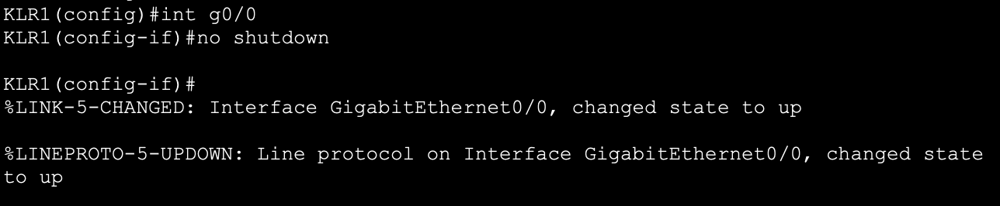 KLR1(config)#int g0/0
KLR1(config-if)#no shutdown
KLR1(config-if)#
%LINK-5-CHANGED: Interface GigabitEthernet0/0, changed state to up
%LINEPROTO-5-UPDOWN: Line protocol on Interface GigabitEthernet0/0, changed state
to up